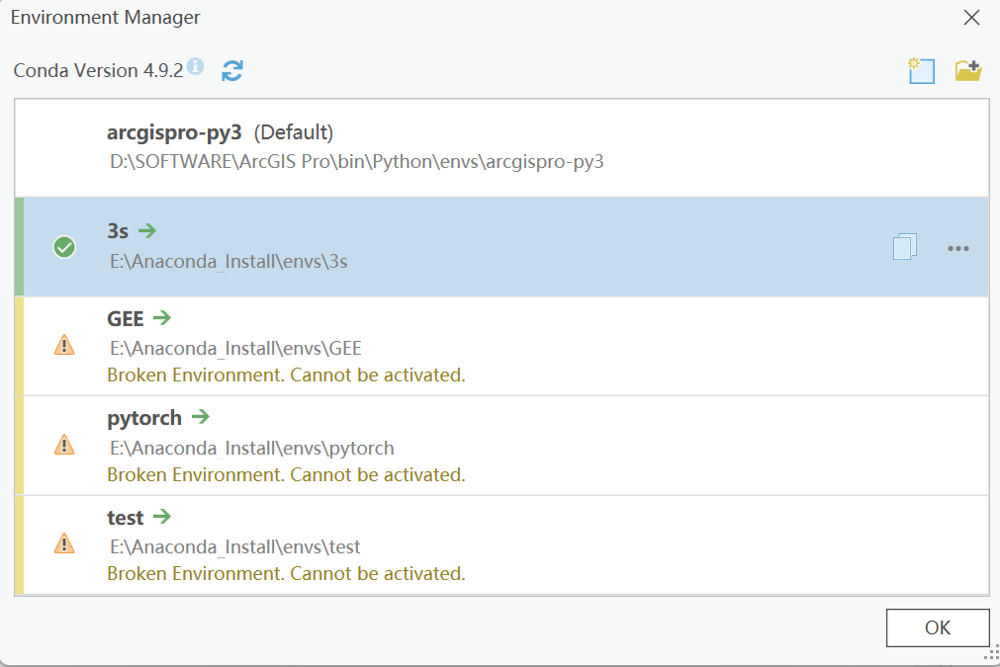 Environment Manager
Conda Version 4.9.2
arcgispro-py3 (Default)
D:\SOFTWARE\ArcGIS Pro\bin\Python\envs\arcgispro-py3
3s
E:\Anaconda_Install\envs\3s
GEE
E:\Anaconda_Install\envs\GEE
Broken Environment. Cannot be activated.
pytorch
E:\Anaconda_Install\envs\pytorch
Broken Environment. Cannot be activated.
test
E:\Anaconda_Install\envs\test
Broken Environment. Cannot be activated.
OK